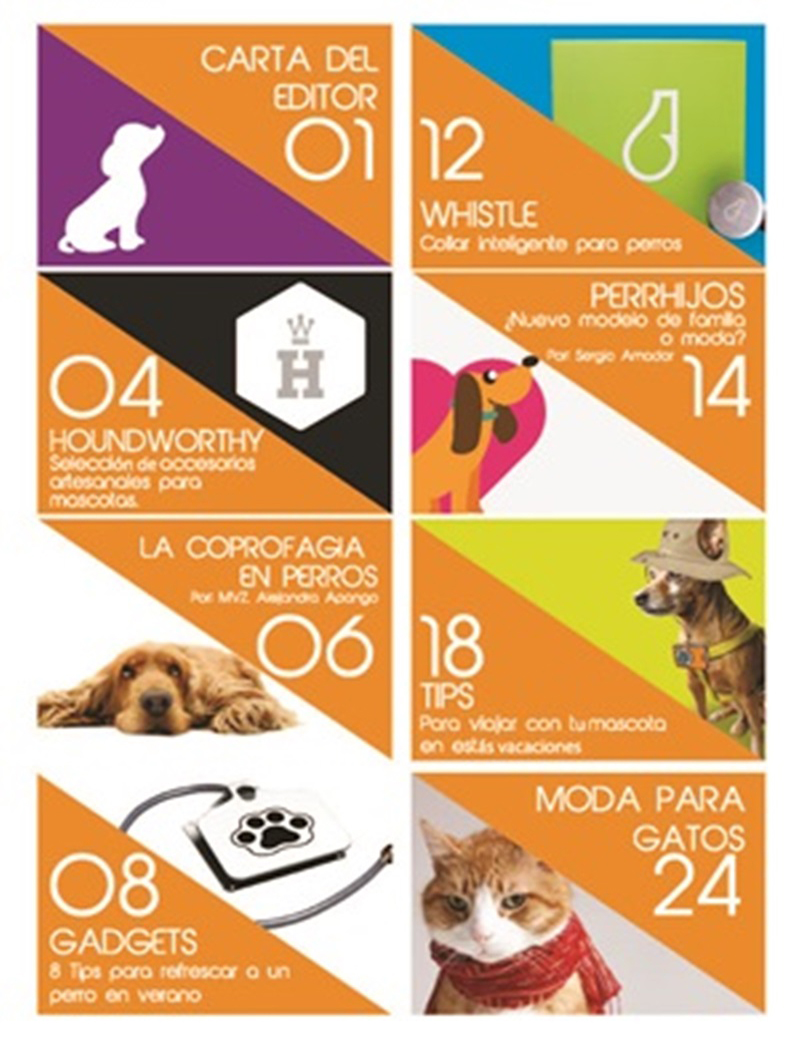 CARTA DEL
EDITOR
01
04
HOUNDWORTHY
Selección de accesorios
artesanales para
mascotas.
H
LA COPROFAGIA
EN PERROS
Por: MVZ. Alejandra Apango
06
08
GADGETS
8 Tips para refrescar a un
perro en verano
12
WHISTLE
Collar inteligente para perros
PERRHIJOS
¿Nuevo modelo de familia
o moda?
Por: Sergio Amador
14
18
TIPS
Para viajar con tu mascota
en estás vacaciones
MODA PARA
GATOS
24